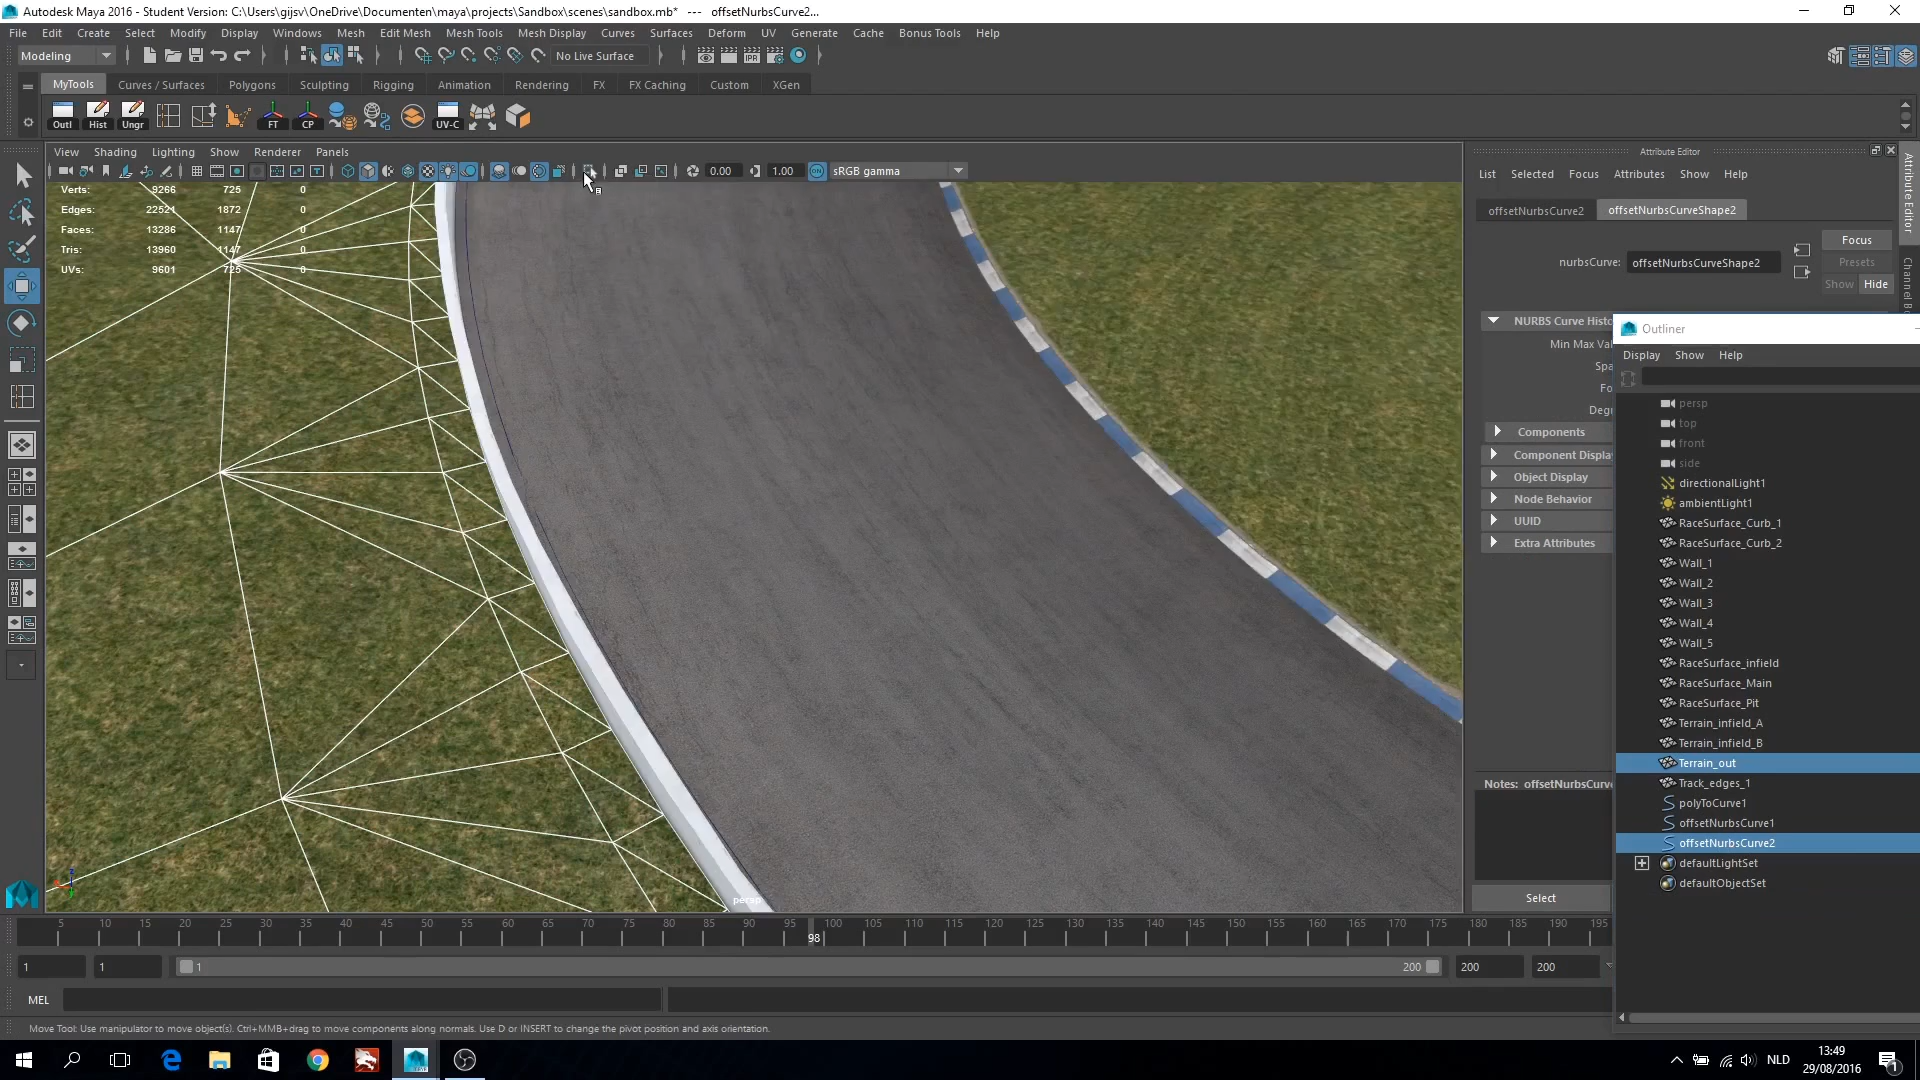 Autodesk Maya 2016 - Student Version: C:\Users\gijsv\OneDrive\Documenten\maya\projects\Sandbox\scenes\sandbox.mb* --- offsetNurbsCurve2...
File Edit Create Select Modify Display Windows Mesh Edit Mesh Mesh Tools Mesh Display Curves Surfaces Deform UV Generate Cache Bonus Tools Help
Modeling No Live Surface
MyTools Curves / Surfaces Polygons Sculpting Rigging Animation Rendering FX FX Caching Custom XGen
Outl Hist Ungr FT CP UV-C
View Shading Lighting Show Renderer Panels
0.00 1.00 sRGB gamma
Verts: 9266 725 0
Edges: 22521 1872 0
Faces: 13286 1147 0
Tris: 13960 1147 0
UVs: 9601 725 0
persp
Attribute Editor
List Selected Focus Attributes Show Help
offsetNurbsCurve2 offsetNurbsCurveShape2
Focus
nurbsCurve: offsetNurbsCurveShape2
Presets
Show Hide
NURBS Curve Histo
Min Max Val
Spa
Fo
Degr
Components
Component Displa
Object Display
Node Behavior
UUID
Extra Attributes
Notes: offsetNurbsCurv
Select
Attribute Editor
Channel B
Outliner
Display Show Help
persp
top
front
side
directionalLight1
ambientLight1
RaceSurface_Curb_1
RaceSurface_Curb_2
Wall_1
Wall_2
Wall_3
Wall_4
Wall_5
RaceSurface_infield
RaceSurface_Main
RaceSurface_Pit
Terrain_infield_A
Terrain_infield_B
Terrain_out
Track_edges_1
polyToCurve1
offsetNurbsCurve1
offsetNurbsCurve2
defaultLightSet
defaultObjectSet
5 10 15 20 25 30 35 40 45 50 55 60 65 70 75 80 85 90 95 100 105 110 115 120 125 130 135 140 145 150 155 160 165 170 175 180 185 190 195
98
1 1 1 200 200 200
MEL
Move Tool: Use manipulator to move object(s). Ctrl+MMB+drag to move components along normals. Use D or INSERT to change the pivot position and axis orientation.
NLD
13:49
29/08/2016
1